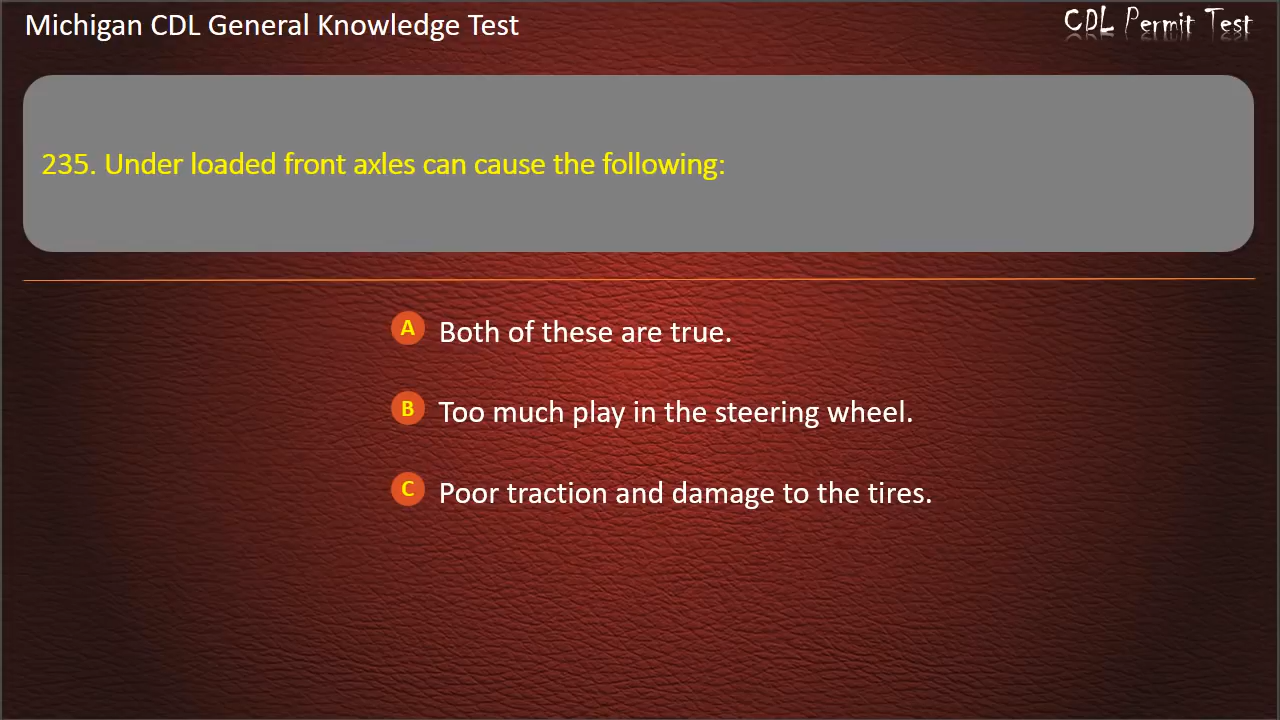 Michigan CDL General Knowledge Test
CDL Permit Test
235. Under loaded front axles can cause the following:
A Both of these are true.
B Too much play in the steering wheel.
C Poor traction and damage to the tires.